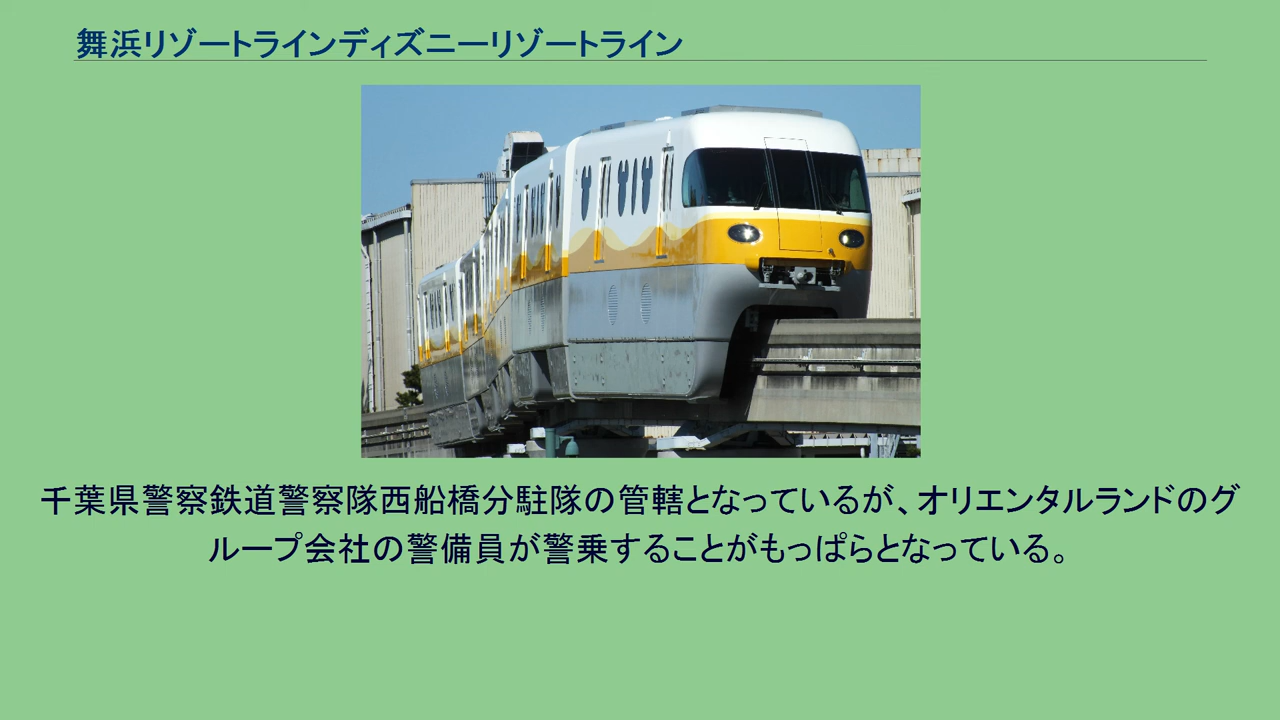 舞浜リゾートラインディズニーリゾートライン
千葉県警察鉄道警察隊西船橋分駐隊の管轄となっているが、オリエンタルランドのグ
ループ会社の警備員が警乗することがもっぱらとなっている。